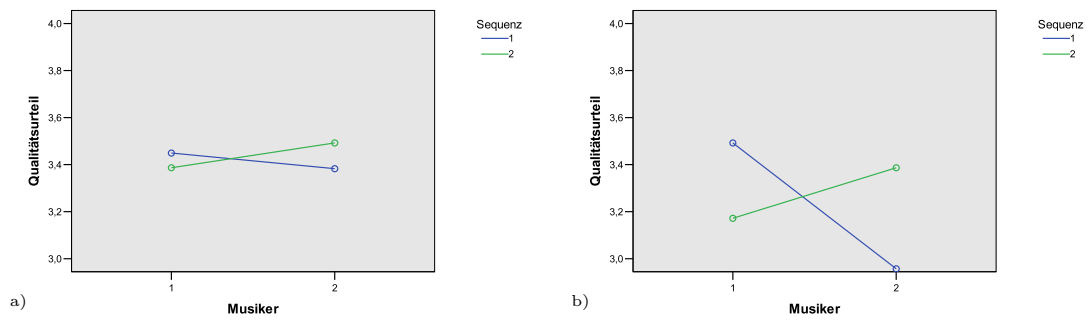 4,0
3,8
3,6
3,4
3,2
3,0
Qualitätsurteil
1 2
Musiker
Sequenz
1
2
a)
4,0
3,8
3,6
3,4
3,2
3,0
Qualitätsurteil
1 2
Musiker
Sequenz
1
2
b)